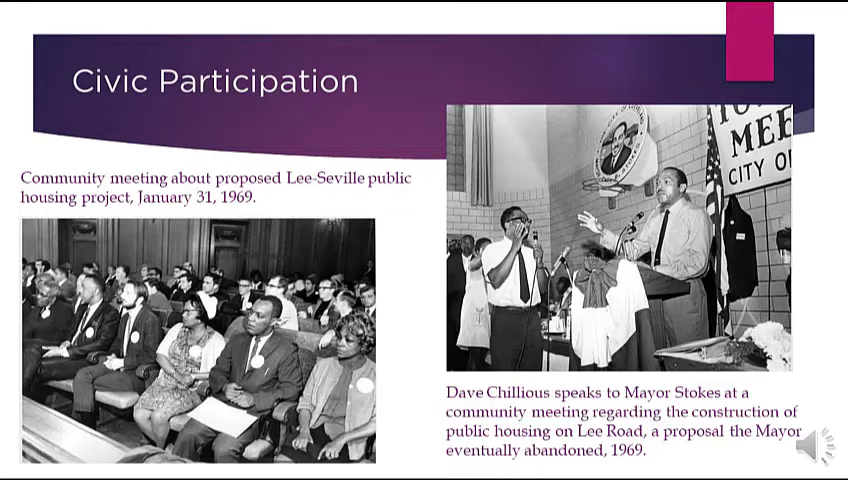 Civic Participation
Community meeting about proposed Lee-Seville public
housing project, January 31, 1969.
MEE
CITY O
Dave Chillious speaks to Mayor Stokes at a
community meeting regarding the construction of
public housing on Lee Road, a proposal the Mayor
eventually abandoned, 1969.